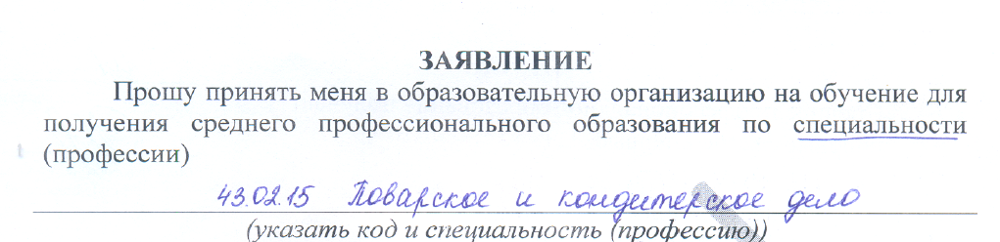 ЗАЯВЛЕНИЕ
Прошу принять меня в образовательную организацию на обучение для
получения среднего профессионального образования по специальности
(профессии)
43.02.15 Поварское и кондитерское дело
(указать код и специальность (профессию))